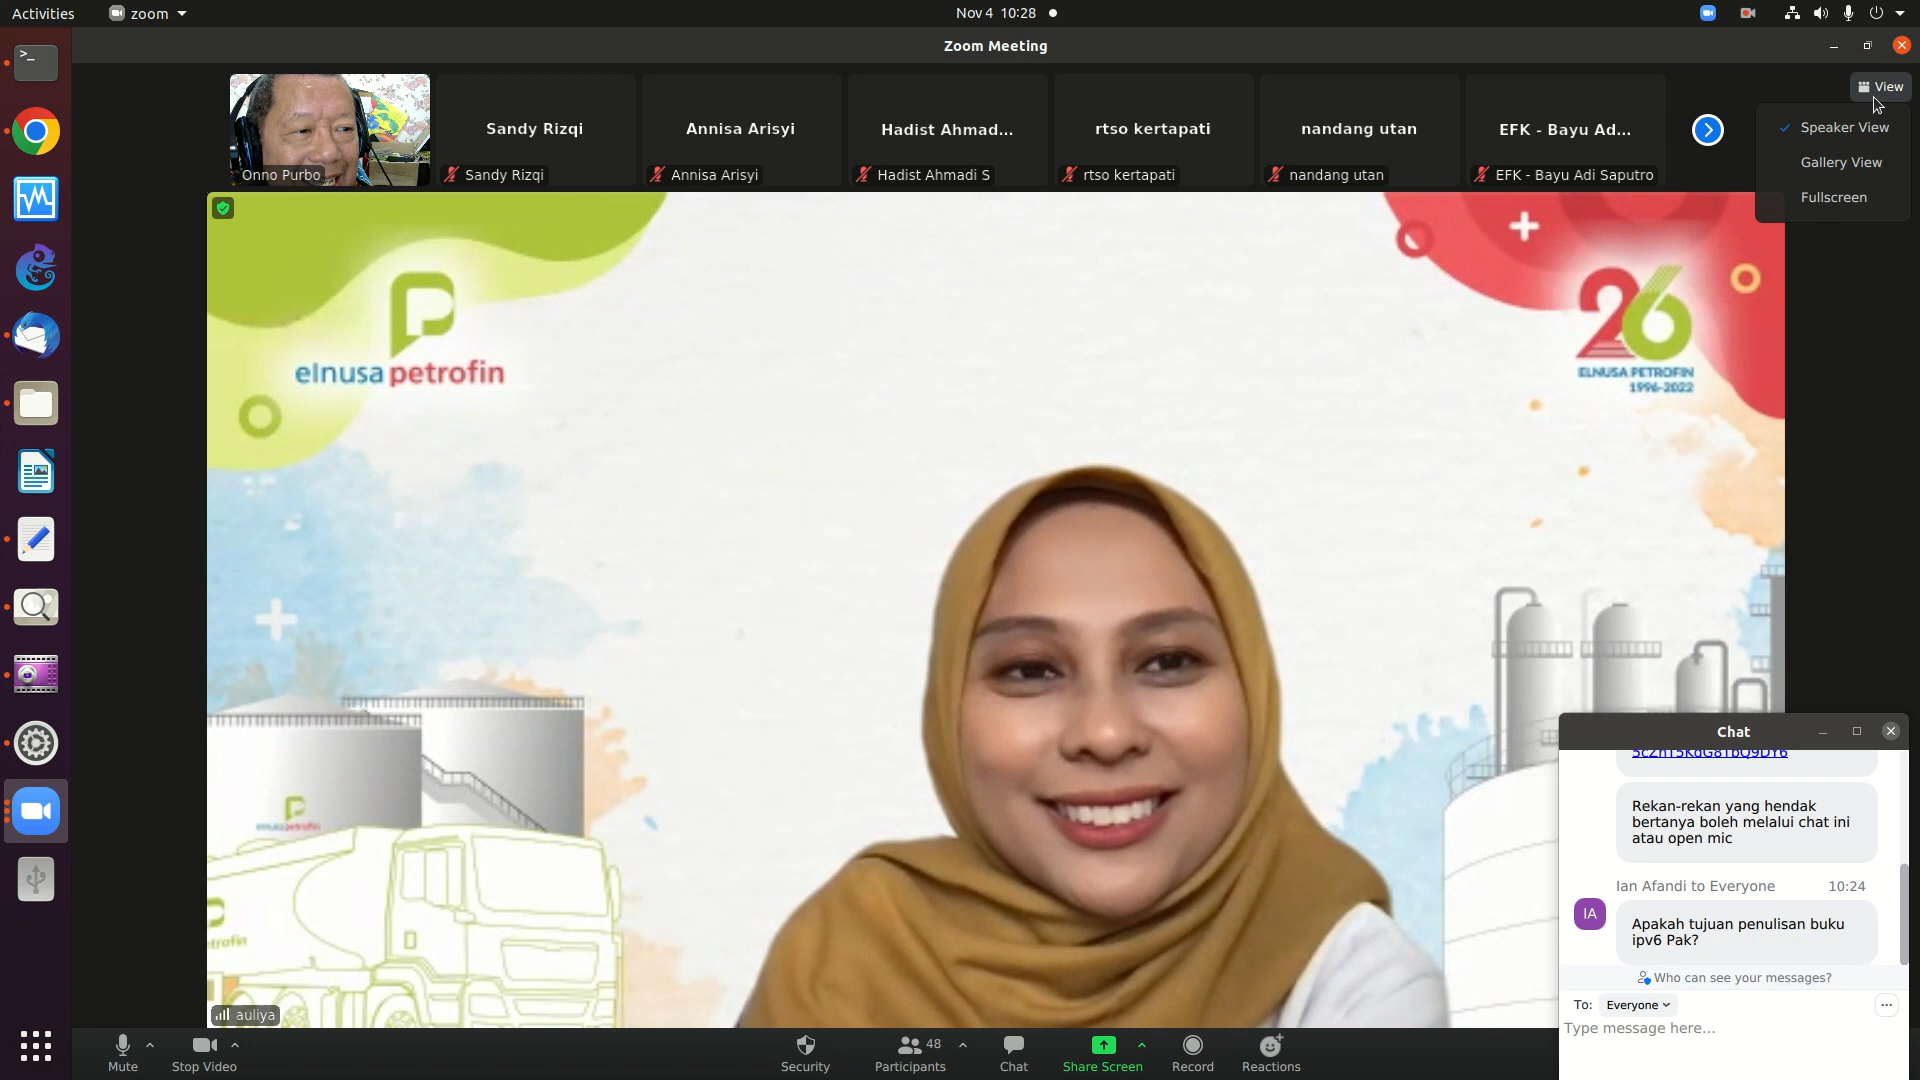 Activities
zoom
Nov 4 10:28
Zoom Meeting
View
Onno Purbo
Sandy Rizqi
Sandy Rizqi
Annisa Arisyi
Annisa Arisyi
Hadist Ahmad...
Hadist Ahmadi S
rtso kertapati
rtso kertapati
nandang utan
nandang utan
EFK - Bayu Ad...
EFK - Bayu Adi Saputro
Speaker View
Gallery View
Fullscreen
elnusa petrofin
26
ELNUSA PETROFIN
1996-2022
elnusa petrofin
trofin
auliya
Chat
Rekan-rekan yang hendak
bertanya boleh melalui chat ini
atau open mic
Ian Afandi to Everyone 10:24
IA
Apakah tujuan penulisan buku
ipv6 Pak?
Who can see your messages?
To: Everyone
Type message here...
Mute
Stop Video
Security
48
Participants
Chat
Share Screen
Record
Reactions